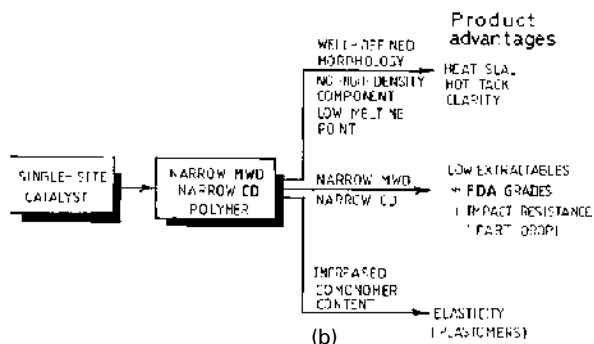 Product
advantages
WELL-DEFINED
MORPHOLOGY
NO HIGH-DENSITY
COMPONENT
LOW MELTING
POINT
HEAT SEAL
HOT TACK
CLARITY
SINGLE-SITE
CATALYST
NARROW MWD
NARROW CD
POLYMER
NARROW MWD
NARROW CD
LOW EXTRACTABLES
FDA GRADES
IMPACT RESISTANCE
INCREASED
COMONOMER
CONTENT
ELASTICITY
(PLASTOMERS)
(b)